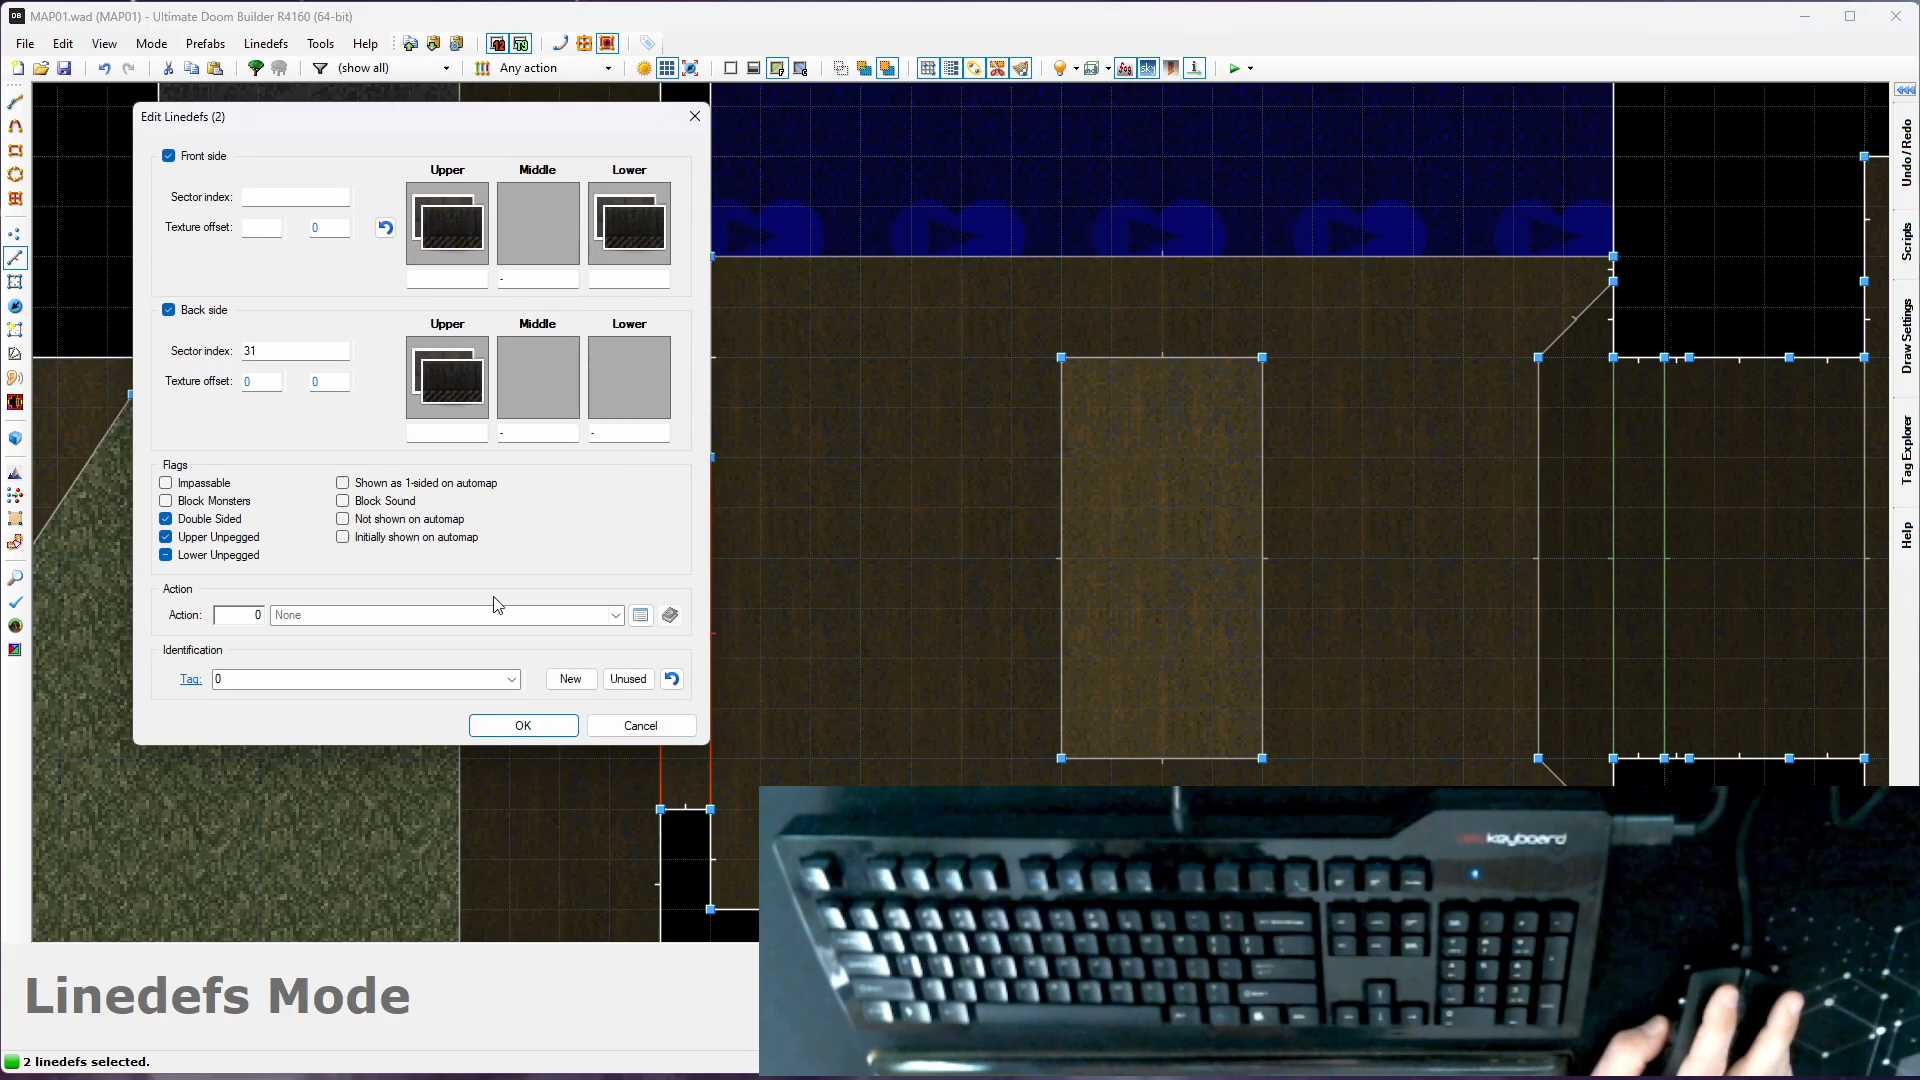 MAP01.wad (MAP01) - Ultimate Doom Builder R4160 (64-bit)
File Edit View Mode Prefabs Linedefs Tools Help
(show all) Any action
Edit Linedefs (2)
Front side
Upper Middle Lower
Sector index:
Texture offset: 0
-
Back side
Upper Middle Lower
Sector index: 31
Texture offset: 0 0
- -
Flags
Impassable Shown as 1-sided on automap
Block Monsters Block Sound
Double Sided Not shown on automap
Upper Unpegged Initially shown on automap
Lower Unpegged
Action
Action: 0 None
Identification
Tag: 0 New Unused
OK Cancel
Undo / Redo
Scripts
Draw Settings
Tag Explorer
Help
Linedefs Mode
2 linedefs selected.
keyboard